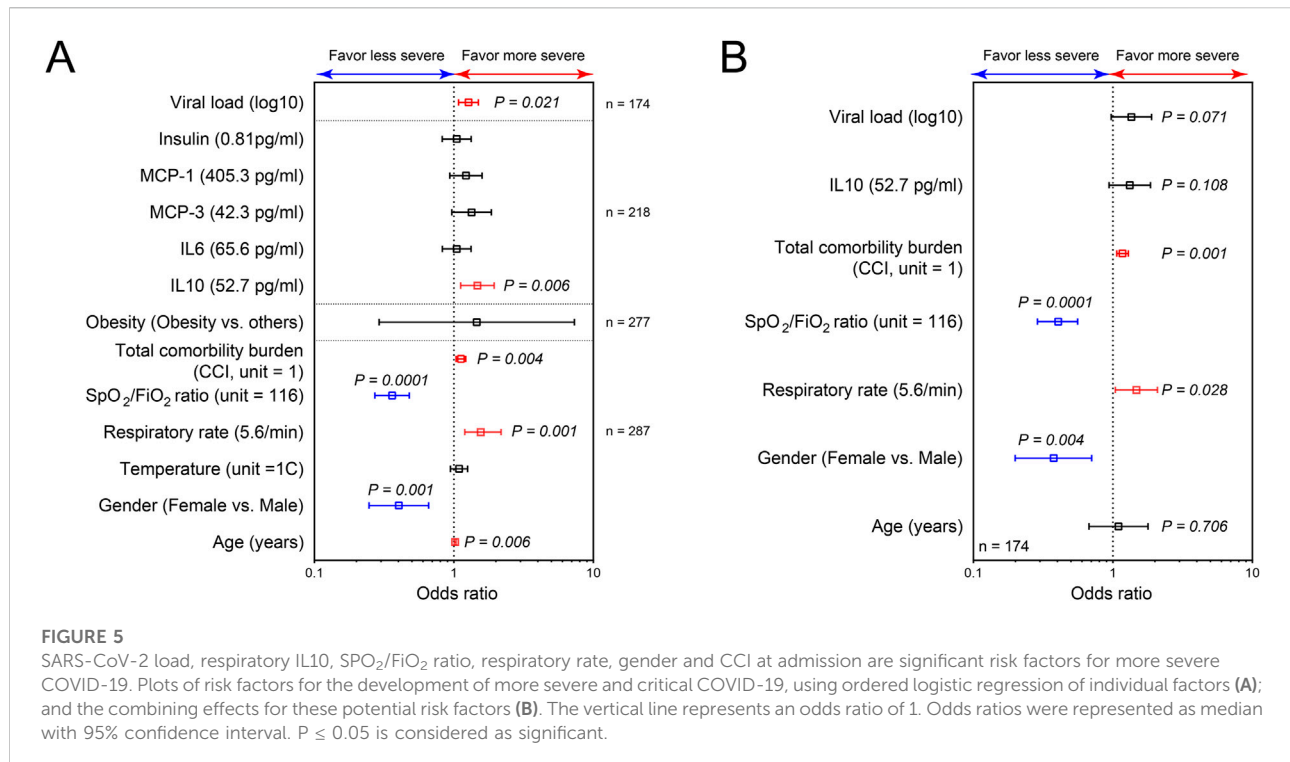 A
Favor less severe
Favor more severe
Viral load (log10)
P = 0.021
n = 174
Insulin (0.81pg/ml)
MCP-1 (405.3 pg/ml)
MCP-3 (42.3 pg/ml)
n = 218
IL6 (65.6 pg/ml)
IL10 (52.7 pg/ml)
P = 0.006
Obesity (Obesity vs. others)
n = 277
Total comorbility burden
(CCI, unit = 1)
P = 0.004
P = 0.0001
SpO2/FiO2 ratio (unit = 116)
Respiratory rate (5.6/min)
P = 0.001
n = 287
Temperature (unit =1C)
P = 0.001
Gender (Female vs. Male)
Age (years)
P = 0.006
0.1
1
10
Odds ratio
B
Favor less severe
Favor more severe
Viral load (log10)
P = 0.071
IL10 (52.7 pg/ml)
P = 0.108
Total comorbility burden
(CCI, unit = 1)
P = 0.001
P = 0.0001
SpO2/FiO2 ratio (unit = 116)
Respiratory rate (5.6/min)
P = 0.028
P = 0.004
Gender (Female vs. Male)
Age (years)
P = 0.706
n = 174
0.1
1
10
Odds ratio
FIGURE 5
SARS-CoV-2 load, respiratory IL10, SPO2/FiO2 ratio, respiratory rate, gender and CCI at admission are significant risk factors for more severe
COVID-19. Plots of risk factors for the development of more severe and critical COVID-19, using ordered logistic regression of individual factors (A);
and the combining effects for these potential risk factors (B). The vertical line represents an odds ratio of 1. Odds ratios were represented as median
with 95% confidence interval. P ≤ 0.05 is considered as significant.